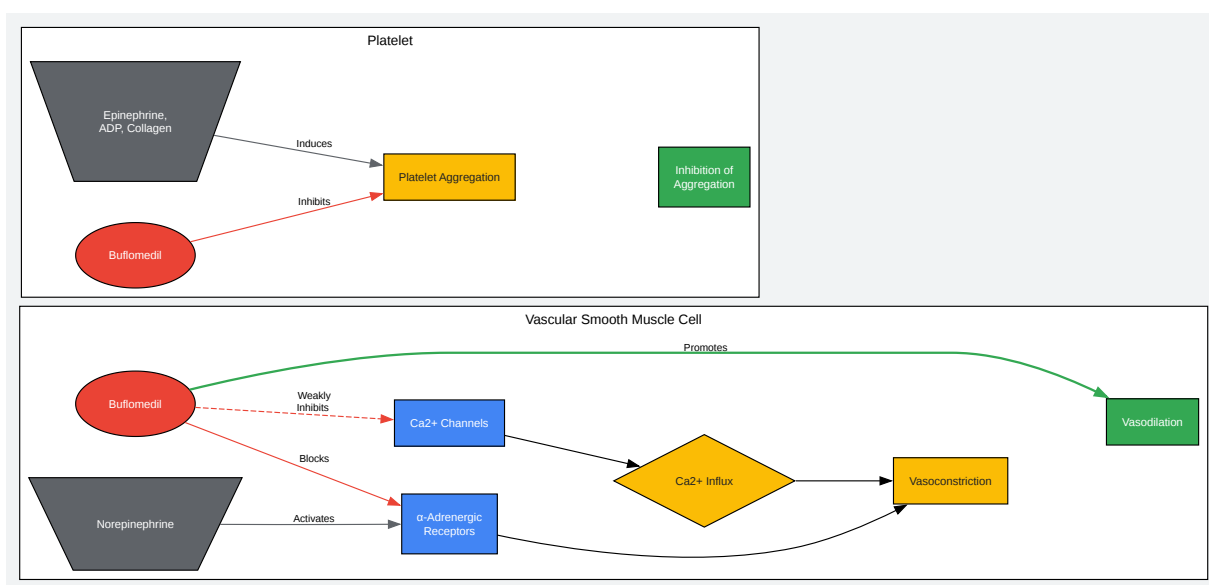 Platelet
Epinephrine,
ADP, Collagen
Induces
Platelet Aggregation
Inhibition of
Aggregation
Inhibits
Buflomedil
Vascular Smooth Muscle Cell
Promotes
Buflomedil
Weakly
Inhibits
Ca2+ Channels
Vasodilation
Blocks
Ca2+ Influx
Vasoconstriction
Norepinephrine
Activates
α-Adrenergic
Receptors